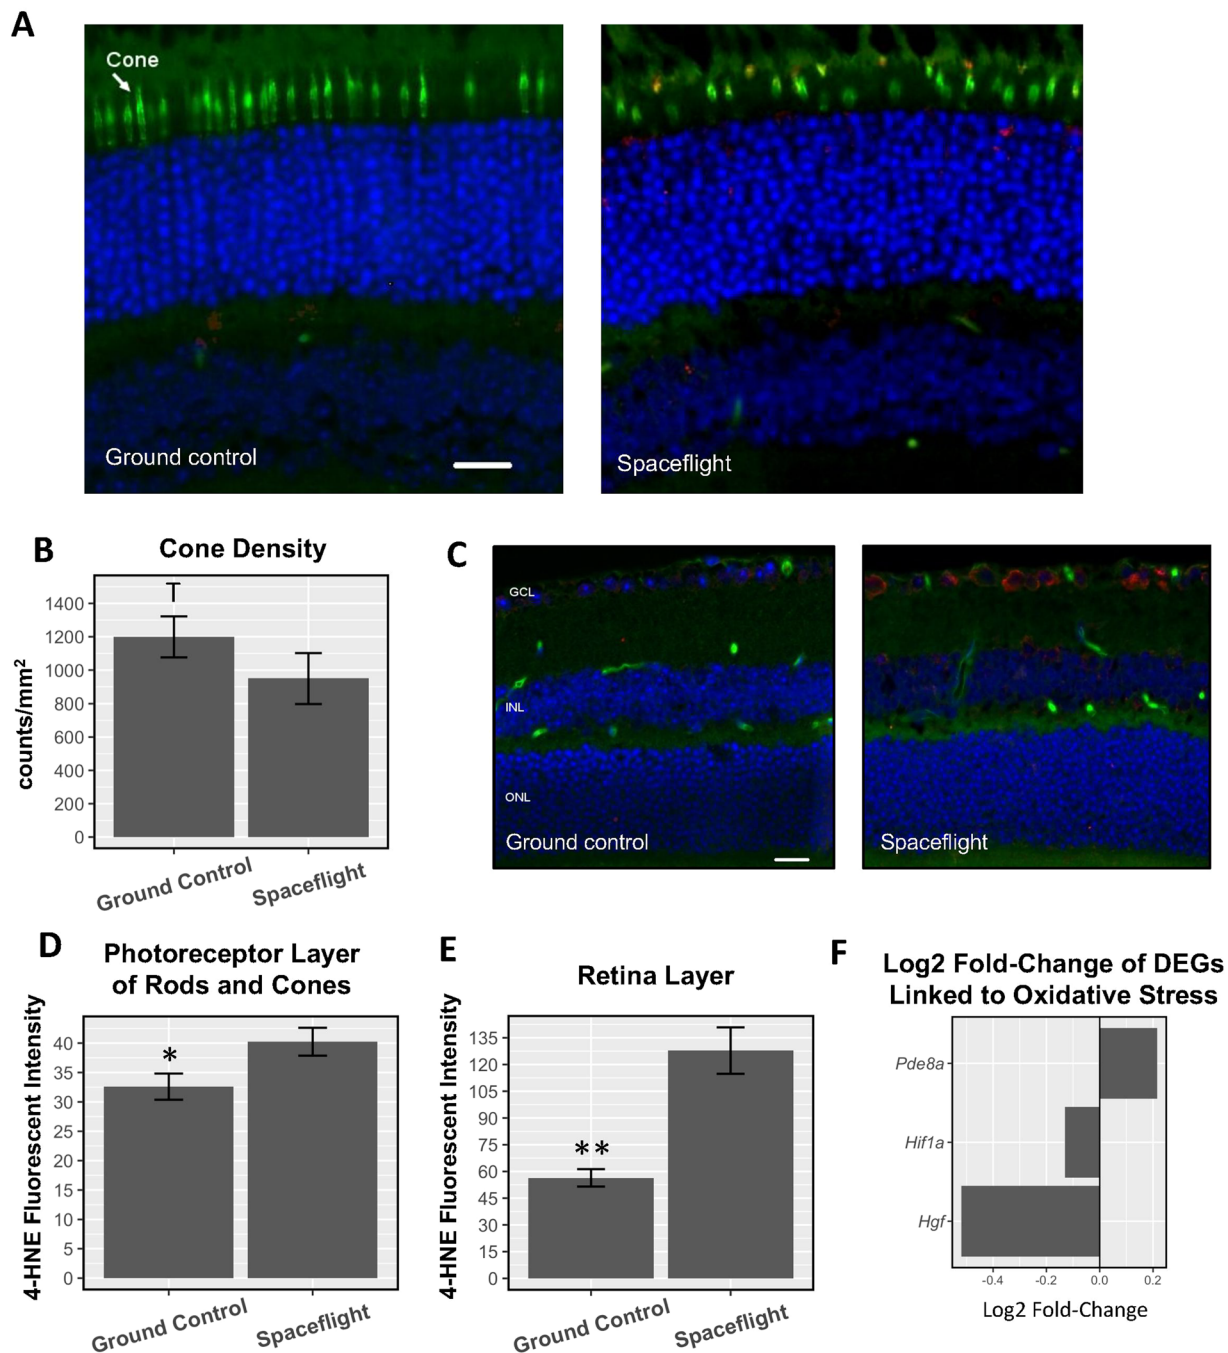 A
Cone
Ground control
Spaceflight
B
Cone Density
T
counts/mm²
1400
1200
1000
800
600
400
200
0
Ground Control
Spaceflight
C
GCL
INL
ONL
Ground control
Spaceflight
D
Photoreceptor Layer
of Rods and Cones
4-HNE Fluorescent Intensity
*
40
35
30
25
20
15
10
5
0
Ground Control
Spaceflight
E
Retina Layer
4-HNE Fluorescent Intensity
**
135
120
105
90
75
60
45
30
15
0
Ground Control
Spaceflight
F
Log2 Fold-Change of DEGs
Linked to Oxidative Stress
Pde8a
Hif1a
Hgf
-0.4 -0.2 0.0 0.2
Log2 Fold-Change